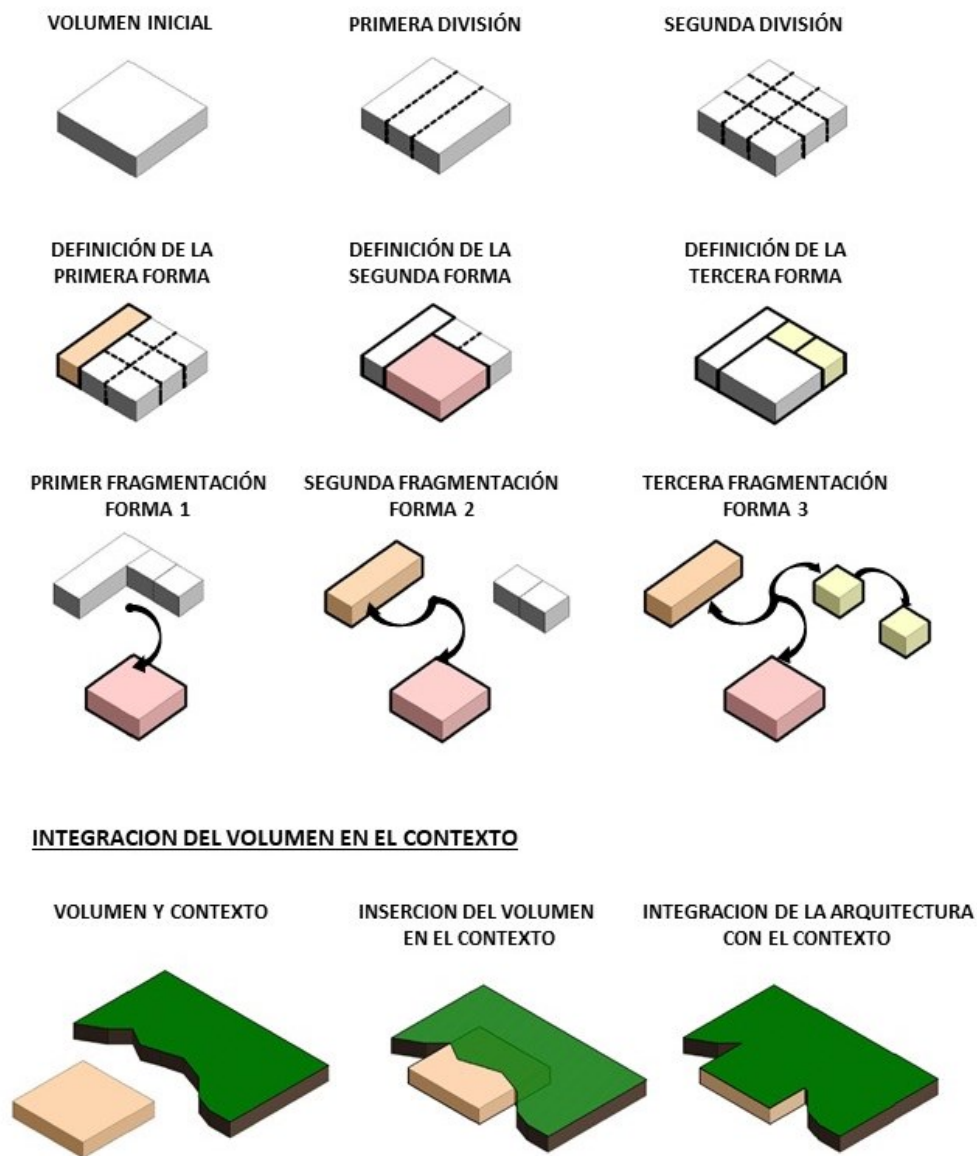 VOLUMEN INICIAL
PRIMERA DIVISIÓN
SEGUNDA DIVISIÓN
DEFINICIÓN DE LA
PRIMERA FORMA
DEFINICIÓN DE LA
SEGUNDA FORMA
DEFINICIÓN DE LA
TERCERA FORMA
PRIMER FRAGMENTACIÓN
FORMA 1
SEGUNDA FRAGMENTACIÓN
FORMA 2
TERCERA FRAGMENTACIÓN
FORMA 3
INTEGRACION DEL VOLUMEN EN EL CONTEXTO
VOLUMEN Y CONTEXTO
INSERCION DEL VOLUMEN
EN EL CONTEXTO
INTEGRACION DE LA ARQUITECTURA
CON EL CONTEXTO